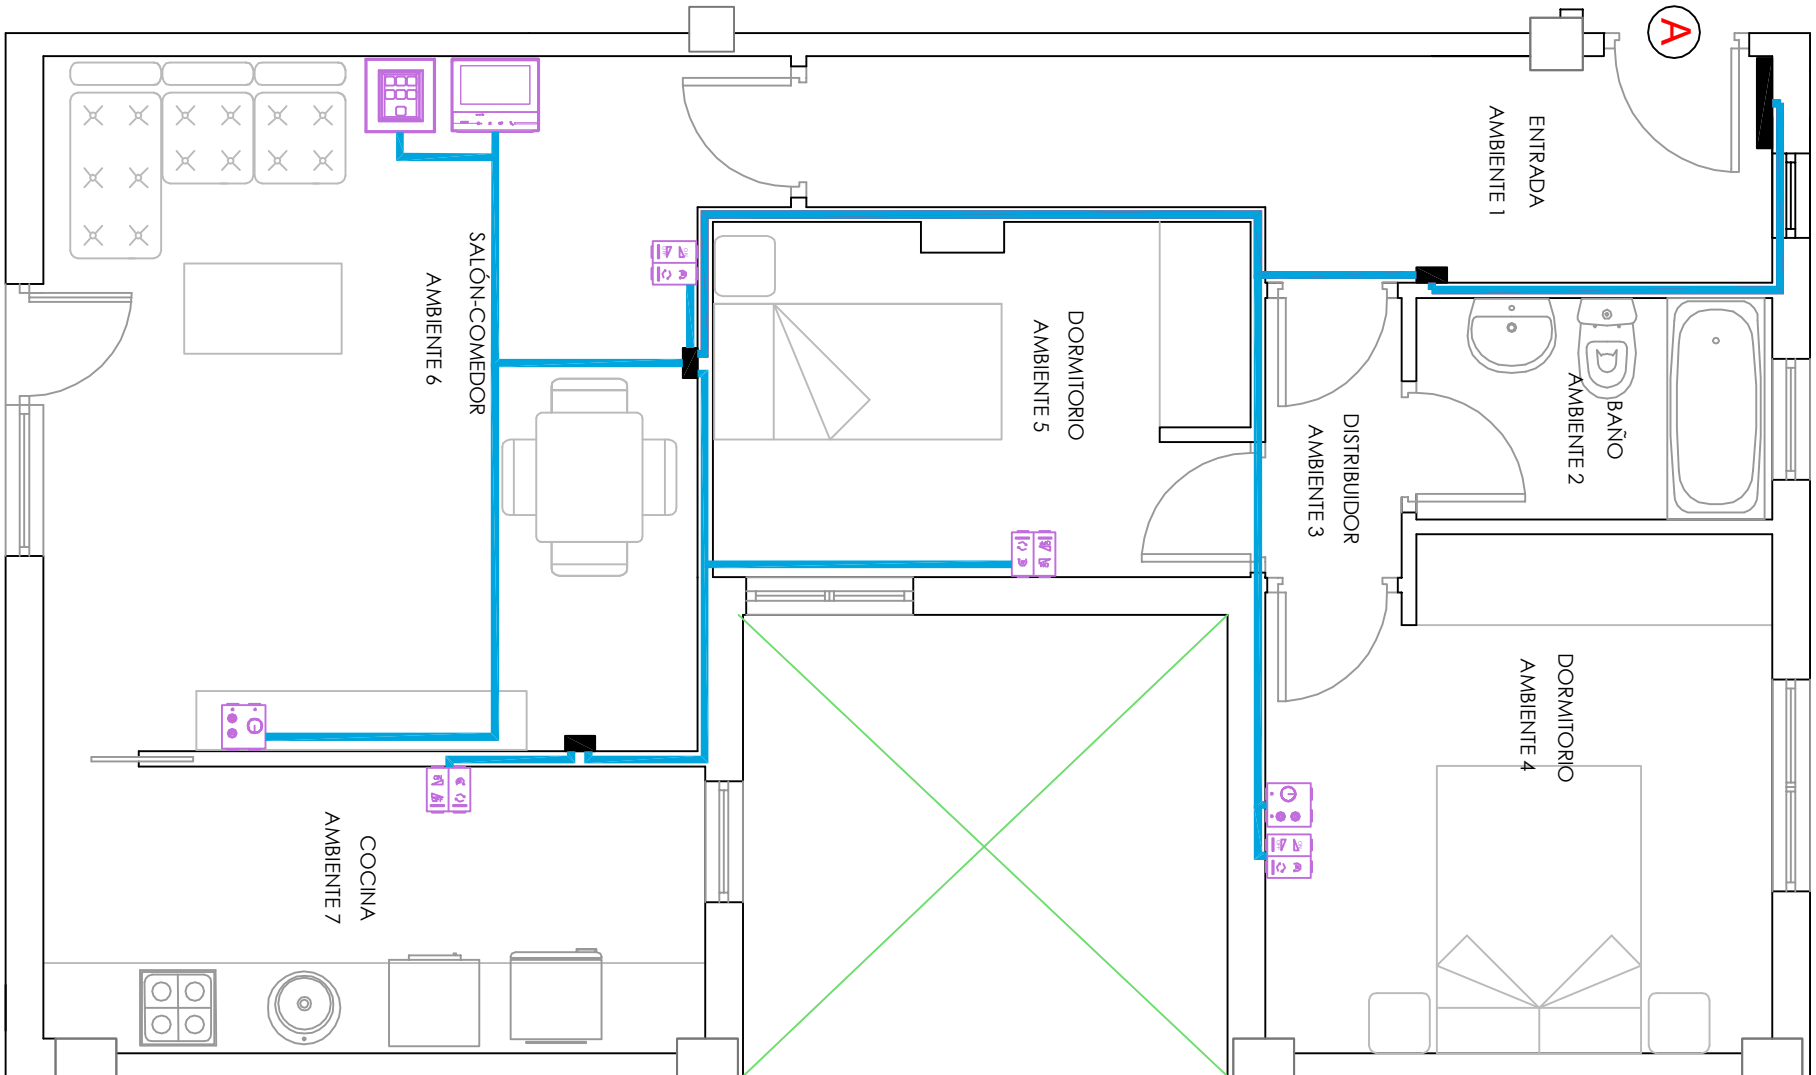 A
ENTRADA
AMBIENTE 1
BAÑO
AMBIENTE 2
DISTRIBUIDOR
AMBIENTE 3
DORMITORIO
AMBIENTE 4
DORMITORIO
AMBIENTE 5
SALÓN-COMEDOR
AMBIENTE 6
COCINA
AMBIENTE 7